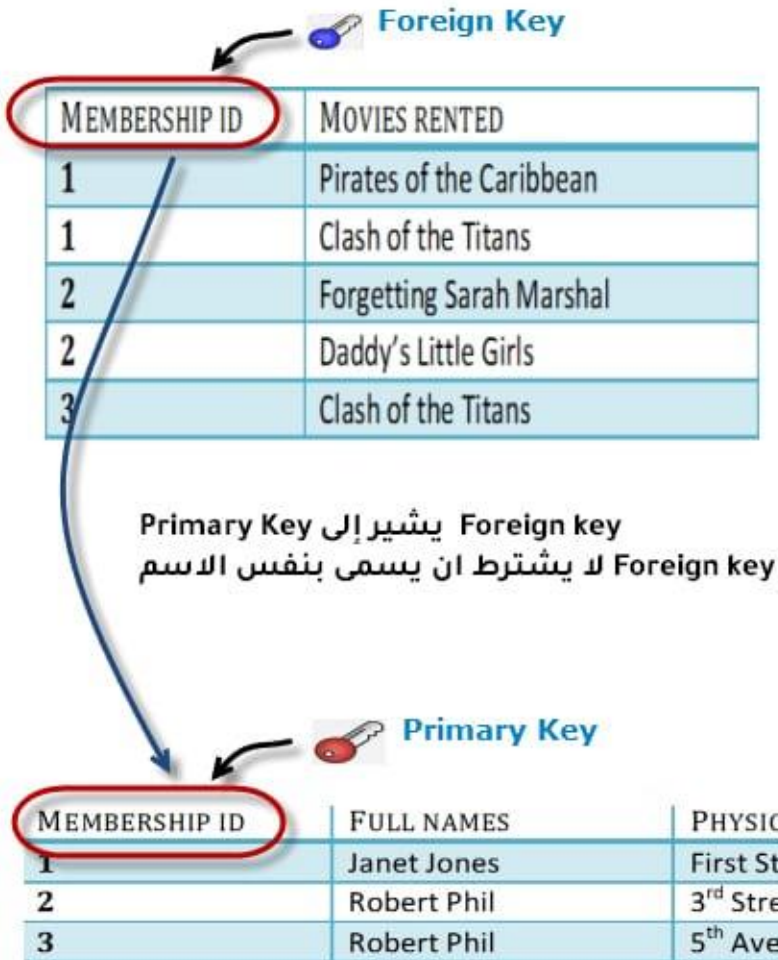 Foreign Key
MEMBERSHIP ID MOVIES RENTED
1 Pirates of the Caribbean
1 Clash of the Titans
2 Forgetting Sarah Marshal
2 Daddy's Little Girls
3 Clash of the Titans
Foreign key يشير إلى Primary Key
Foreign key لا يشترط ان يسمى بنفس الاسم
Primary Key
MEMBERSHIP ID FULL NAMES
1 Janet Jones First
2 Robert Phil 3rd
3 Robert Phil 5th